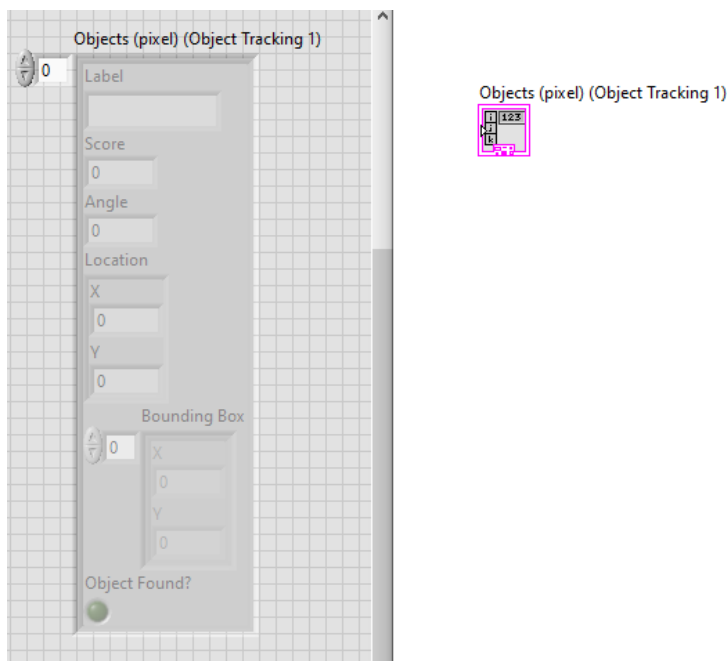 Objects (pixel) (Object Tracking 1)
0
Label
Score
0
Angle
0
Location
X
0
Y
0
Bounding Box
0
X
0
Y
0
Object Found?
Objects (pixel) (Object Tracking 1)
i
123
j
k